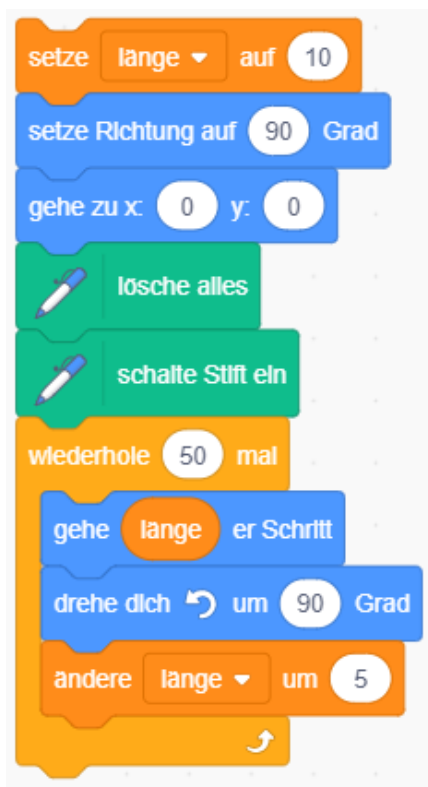 setze länge auf 10
setze Richtung auf 90 Grad
gehe zu x: 0 y: 0
lösche alles
schalte Stift ein
wiederhole 50 mal
gehe länge er Schritt
drehe dich um 90 Grad
ändere länge um 5